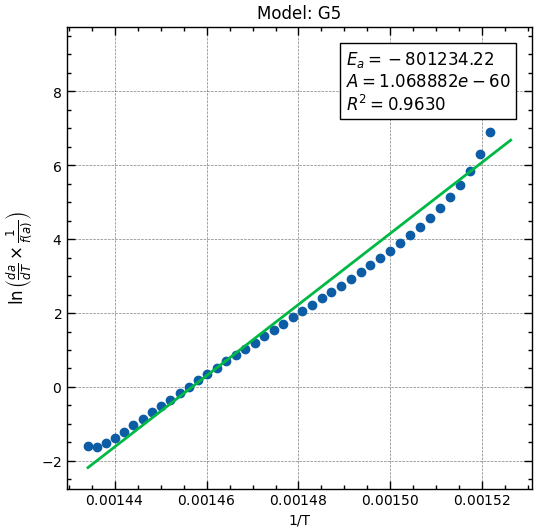 Model: G5
E_a = −801234.22
A = 1.068882e − 60
R^2 = 0.9630
8
6
4
2
0
−2
ln(da/dT × 1/f(a))
0.00144 0.00146 0.00148 0.00150 0.00152
1/T